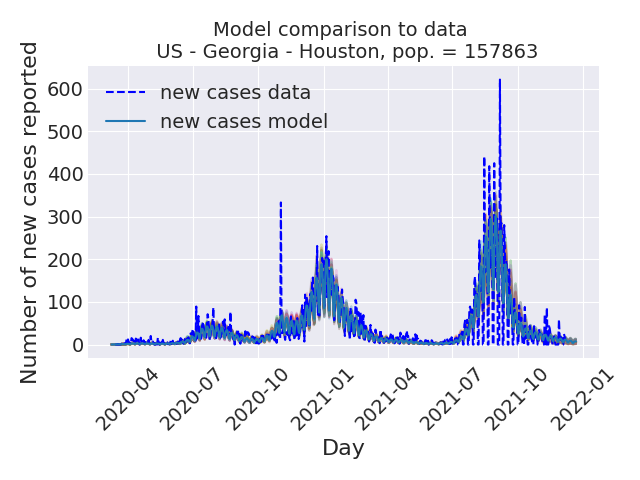 Model comparison to data
US - Georgia - Houston, pop. = 157863
Number of new cases reported
600
500
400
300
200
100
0
new cases data
new cases model
2020-04
2020-07
2020-10
2021-01
2021-04
2021-07
2021-10
2022-01
Day